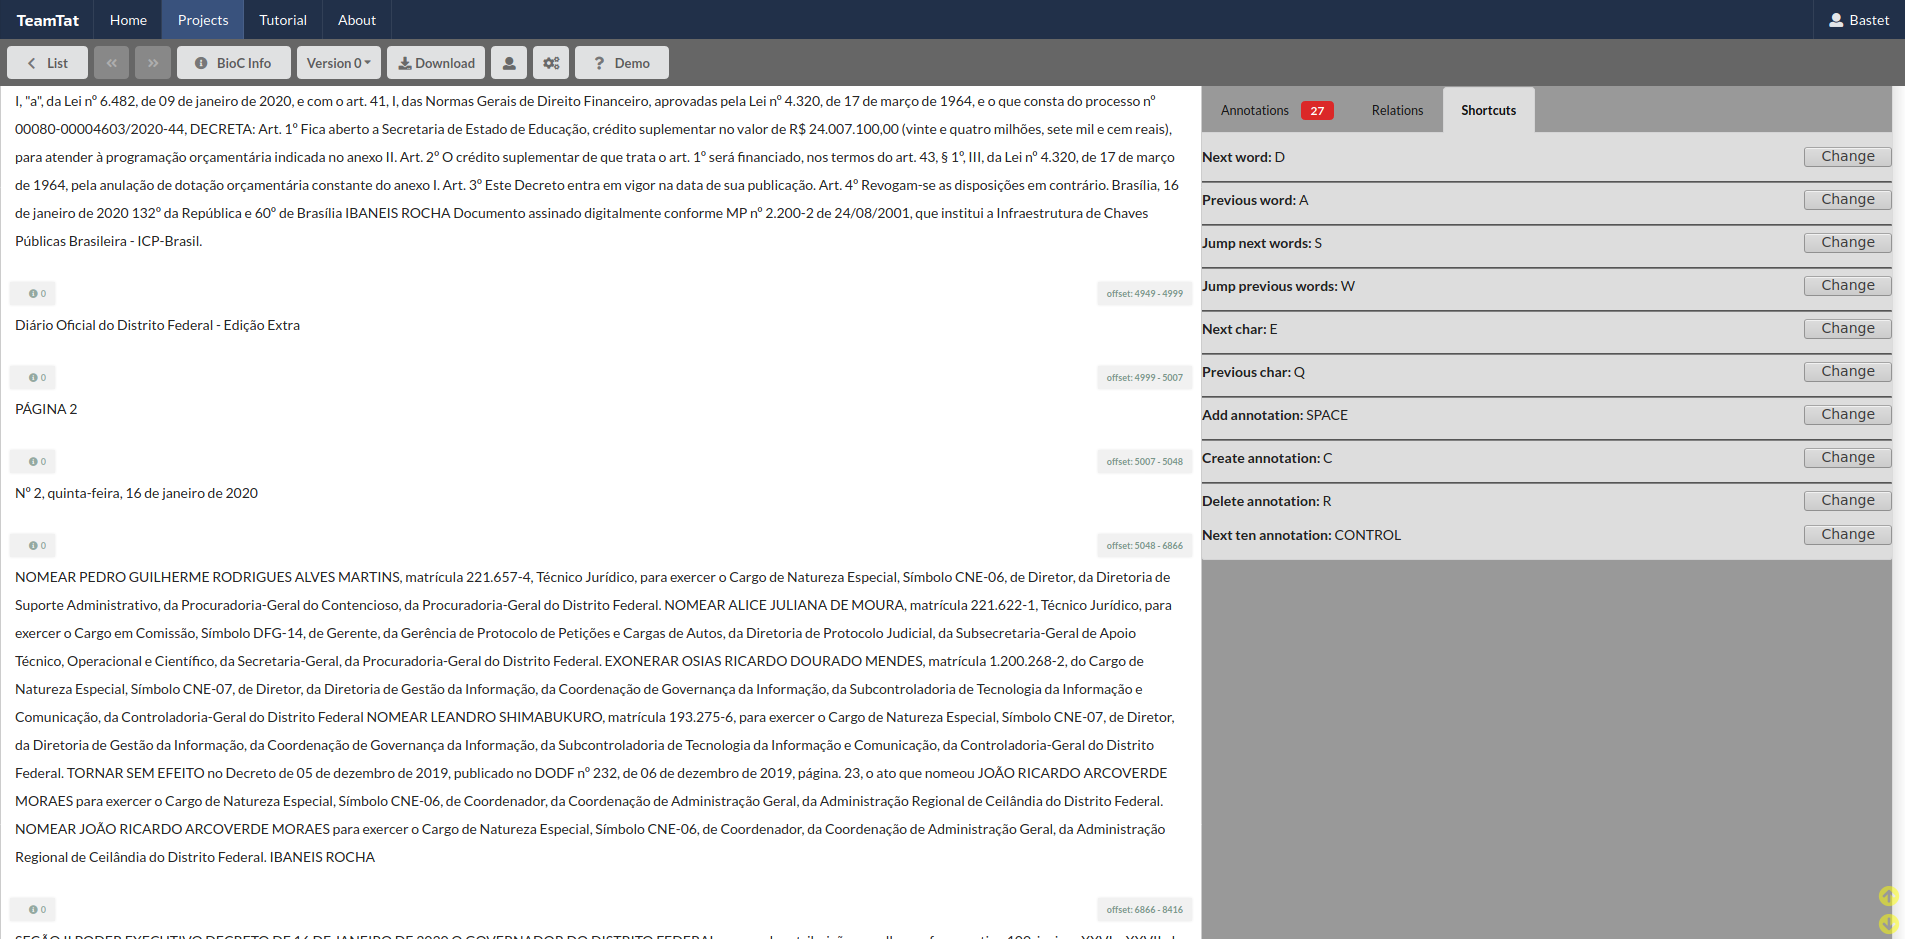 TeamTat Home Projects Tutorial About Bastet
List BioC Info Version 0 Download ? Demo
I, "a", da Lei nº 6.482, de 09 de janeiro de 2020, e com o art. 41, I, das Normas Gerais de Direito Financeiro, aprovadas pela Lei nº 4.320, de 17 de março de 1964, e o que consta do processo nº
00080-00004603/2020-44, DECRETA: Art. 1º Fica aberto a Secretaria de Estado de Educação, crédito suplementar no valor de R$ 24.007.100,00 (vinte e quatro milhões, sete mil e cem reais),
para atender à programação orçamentária indicada no anexo II. Art. 2º O crédito suplementar de que trata o art. 1º será financiado, nos termos do art. 43, § 1º, III, da Lei nº 4.320, de 17 de março
de 1964, pela anulação de dotação orçamentária constante do anexo I. Art. 3º Este Decreto entra em vigor na data de sua publicação. Art. 4º Revogam-se as disposições em contrário. Brasília, 16
de janeiro de 2020 132º da República e 60º de Brasília IBANEIS ROCHA Documento assinado digitalmente conforme MP nº 2.200-2 de 24/08/2001, que institui a Infraestrutura de Chaves
Públicas Brasileira - ICP-Brasil.
0 offset: 4949 - 4999
Diário Oficial do Distrito Federal - Edição Extra
0 offset: 4999 - 5007
PÁGINA 2
0 offset: 5007 - 5048
Nº 2, quinta-feira, 16 de janeiro de 2020
0 offset: 5048 - 6866
NOMEAR PEDRO GUILHERME RODRIGUES ALVES MARTINS, matrícula 221.657-4, Técnico Jurídico, para exercer o Cargo de Natureza Especial, Símbolo CNE-06, de Diretor, da Diretoria de
Suporte Administrativo, da Procuradoria-Geral do Contencioso, da Procuradoria-Geral do Distrito Federal. NOMEAR ALICE JULIANA DE MOURA, matrícula 221.622-1, Técnico Jurídico, para
exercer o Cargo em Comissão, Símbolo DFG-14, de Gerente, da Gerência de Protocolo de Petições e Cargas de Autos, da Diretoria de Protocolo Judicial, da Subsecretaria-Geral de Apoio
Técnico, Operacional e Científico, da Secretaria-Geral, da Procuradoria-Geral do Distrito Federal. EXONERAR OSIAS RICARDO DOURADO MENDES, matrícula 1.200.268-2, do Cargo de
Natureza Especial, Símbolo CNE-07, de Diretor, da Diretoria de Gestão da Informação, da Coordenação de Governança da Informação, da Subcontroladoria de Tecnologia da Informação e
Comunicação, da Controladoria-Geral do Distrito Federal NOMEAR LEANDRO SHIMABUKURO, matrícula 193.275-6, para exercer o Cargo de Natureza Especial, Símbolo CNE-07, de Diretor,
da Diretoria de Gestão da Informação, da Coordenação de Governança da Informação, da Subcontroladoria de Tecnologia da Informação e Comunicação, da Controladoria-Geral do Distrito
Federal. TORNAR SEM EFEITO no Decreto de 05 de dezembro de 2019, publicado no DODF nº 232, de 06 de dezembro de 2019, página. 23, o ato que nomeou JOÃO RICARDO ARCOVERDE
MORAES para exercer o Cargo de Natureza Especial, Símbolo CNE-06, de Coordenador, da Coordenação de Administração Geral, da Administração Regional de Ceilândia do Distrito Federal.
NOMEAR JOÃO RICARDO ARCOVERDE MORAES para exercer o Cargo de Natureza Especial, Símbolo CNE-06, de Coordenador, da Coordenação de Administração Geral, da Administração
Regional de Ceilândia do Distrito Federal. IBANEIS ROCHA
0 offset: 6866 - 8416
Annotations 27 Relations Shortcuts
Next word: D Change
Previous word: A Change
Jump next words: S Change
Jump previous words: W Change
Next char: E Change
Previous char: Q Change
Add annotation: SPACE Change
Create annotation: C Change
Delete annotation: R Change
Next ten annotation: CONTROL Change